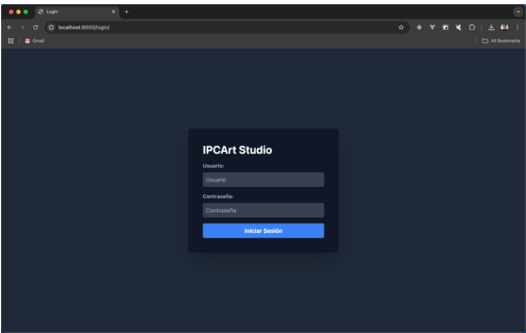 Login
localhost:8000/login/
Gmail
All Bookmarks
IPCArt Studio
Usuario:
Usuario
Contraseña:
Contraseña
Iniciar Sesión